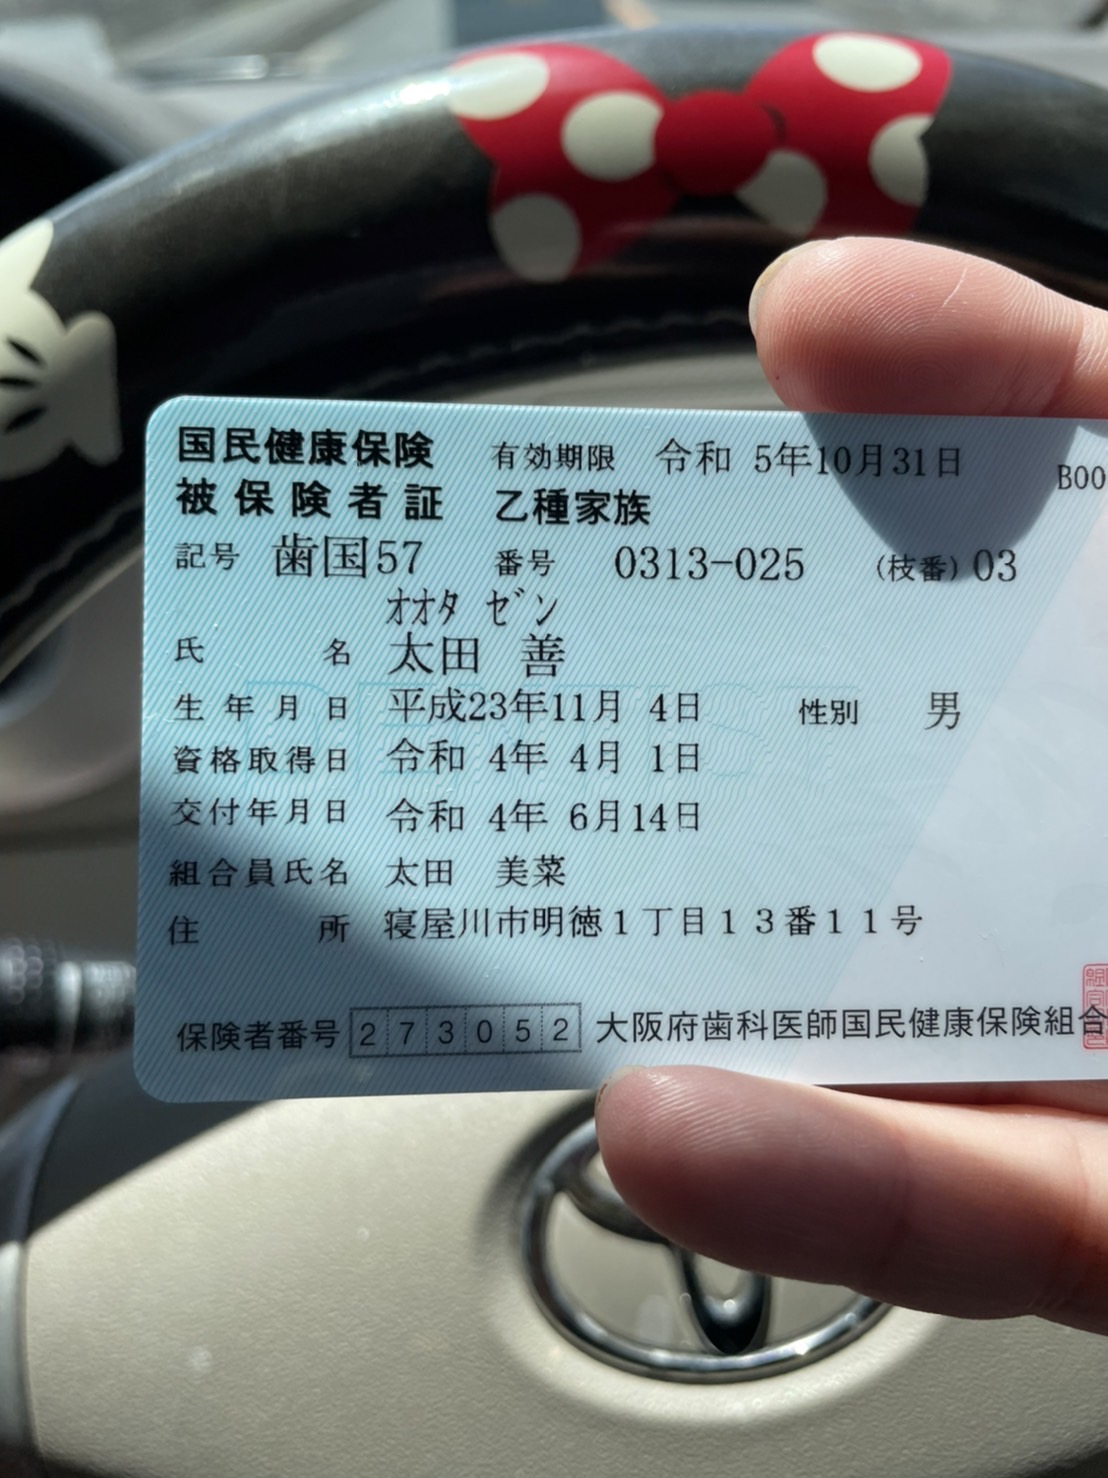 国民健康保険 有効期限 令和 5年10月31日
B00
被保険者証 乙種家族
記号 歯国57 番号 0313-025 (枝番) 03
ｵｵﾀ ｾﾞﾝ
氏名 太田 善
生年月日 平成23年11月 4日 性別 男
資格取得日 令和 4年 4月 1日
交付年月日 令和 4年 6月14日
組合員氏名 太田 美菜
住所 寝屋川市明徳１丁目１３番１１号
保険者番号 273052 大阪府歯科医師国民健康保険組合